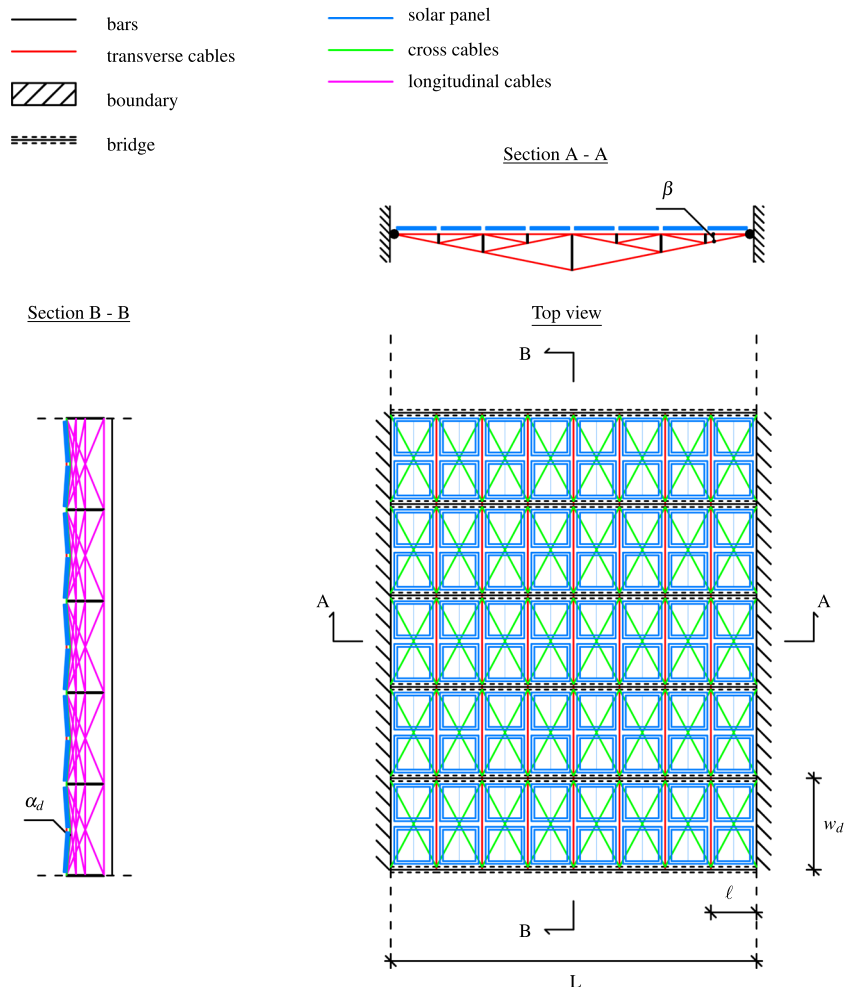 bars
transverse cables
boundary
bridge
solar panel
cross cables
longitudinal cables
Section A - A
β
Section B - B
Top view
B
A
A
α_d
w_d
ℓ
B
L